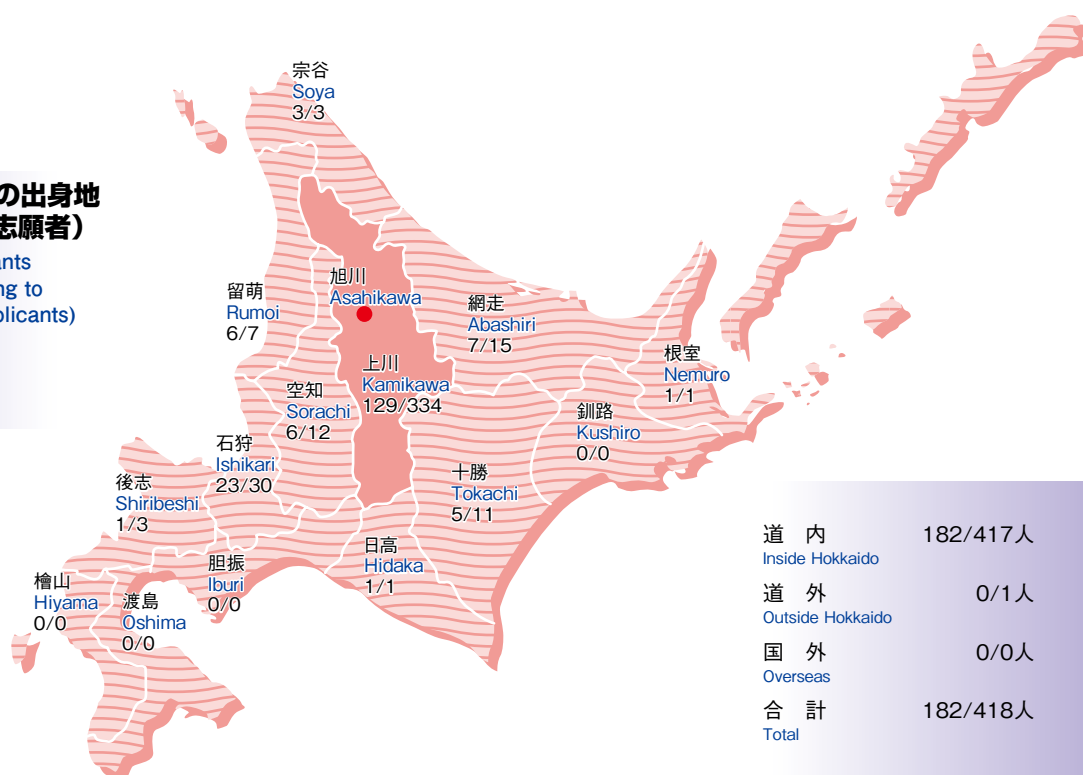 の出身地
志願者）
ants
ng to
plicants)
宗谷
Soya
3/3
留萌
Rumoi
6/7
旭川
Asahikawa
網走
Abashiri
7/15
上川
Kamikawa
129/334
根室
Nemuro
1/1
空知
Sorachi
6/12
釧路
Kushiro
0/0
石狩
Ishikari
23/30
十勝
Tokachi
5/11
後志
Shiribeshi
1/3
日高
Hidaka
1/1
胆振
Iburi
0/0
檜山
Hiyama
0/0
渡島
Oshima
0/0
道　内 182/417人
Inside Hokkaido
道　外 0/1人
Outside Hokkaido
国　外 0/0人
Overseas
合　計 182/418人
Total